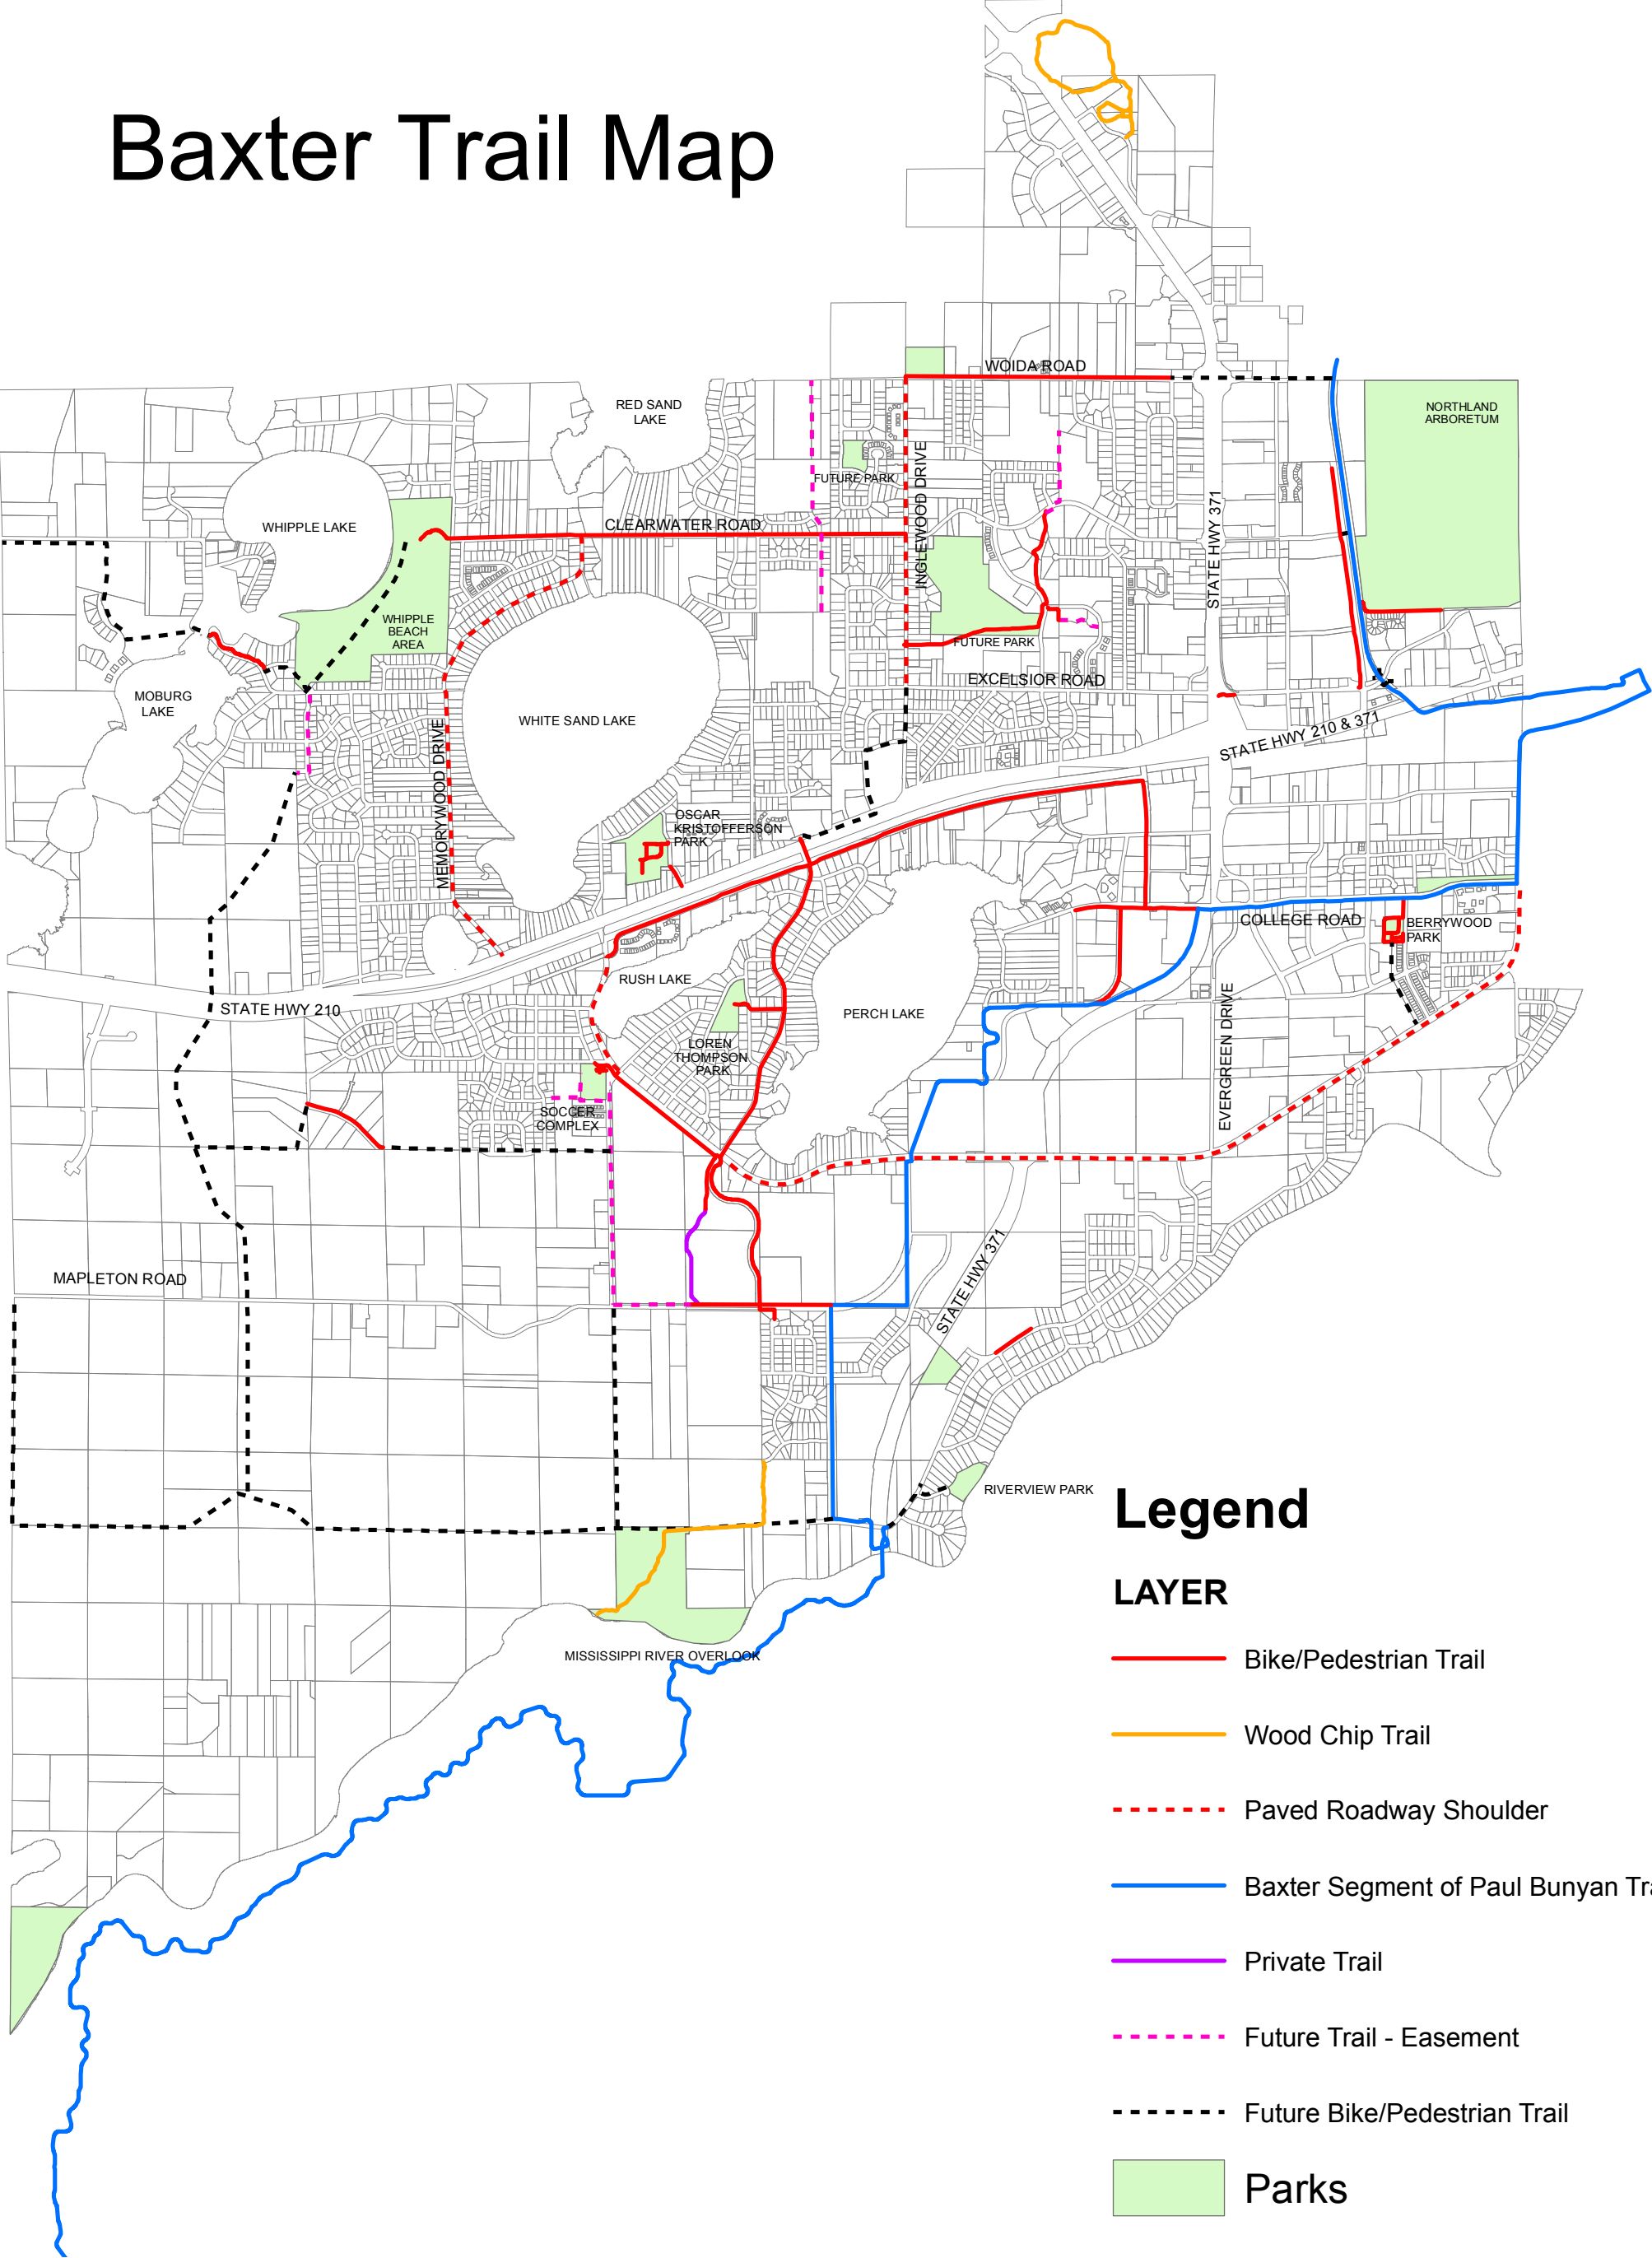 Baxter Trail Map
WOIDA ROAD
RED SAND
LAKE
NORTHLAND
ARBORETUM
FUTURE PARK
INGLEWOOD DRIVE
STATE HWY 371
WHIPPLE LAKE
CLEARWATER ROAD
WHIPPLE
BEACH
AREA
FUTURE PARK
EXCELSIOR ROAD
MOBURG
LAKE
WHITE SAND LAKE
MEMORYWOOD DRIVE
STATE HWY 210 & 371
OSCAR
KRISTOFFERSON
PARK
COLLEGE ROAD
BERRYWOOD
PARK
RUSH LAKE
STATE HWY 210
PERCH LAKE
EVERGREEN DRIVE
LOREN
THOMPSON
PARK
SOCCER
COMPLEX
MAPLETON ROAD
STATE HWY 371
RIVERVIEW PARK
MISSISSIPPI RIVER OVERLOOK
Legend
LAYER
Bike/Pedestrian Trail
Wood Chip Trail
Paved Roadway Shoulder
Baxter Segment of Paul Bunyan Tra
Private Trail
Future Trail - Easement
Future Bike/Pedestrian Trail
Parks